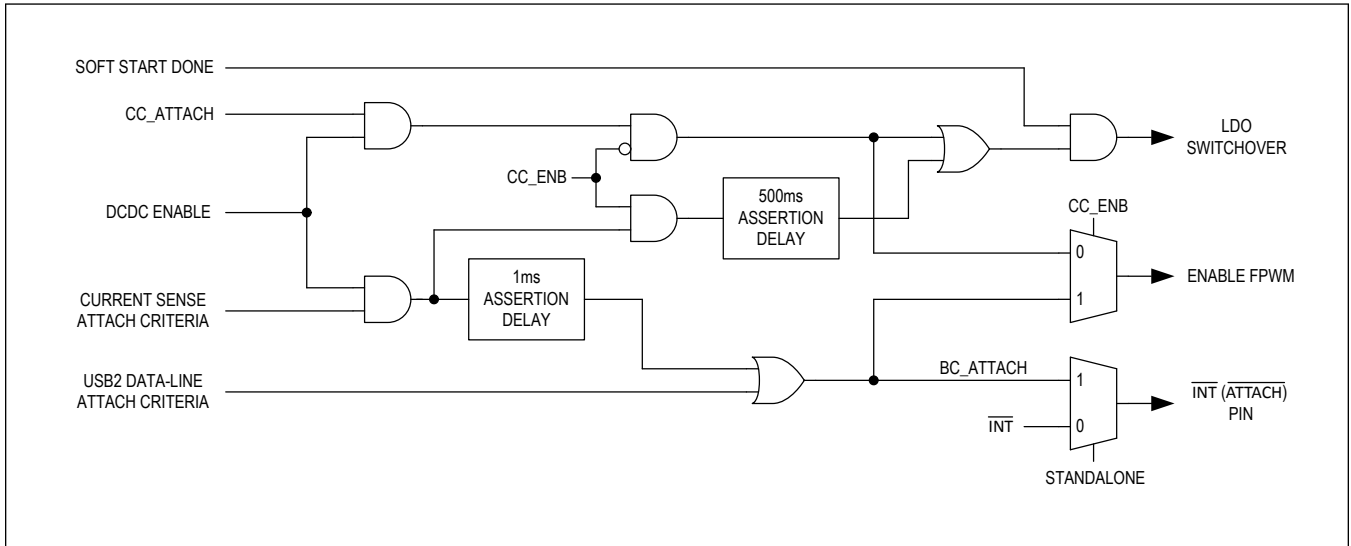 SOFT START DONE
CC_ATTACH
DCDC ENABLE
CURRENT SENSE
ATTACH CRITERIA
USB2 DATA-LINE
ATTACH CRITERIA
CC_ENB
1ms
ASSERTION
DELAY
500ms
ASSERTION
DELAY
LDO
SWITCHOVER
CC_ENB
0
1
ENABLE FPWM
BC_ATTACH
1
0
INT
STANDALONE
INT (ATTACH)
PIN